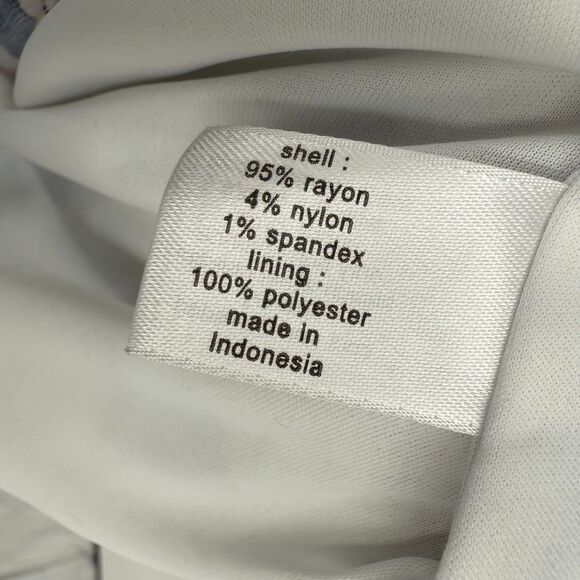 shell :
95% rayon
4% nylon
1% spandex
lining :
100% polyester
made in
Indonesia